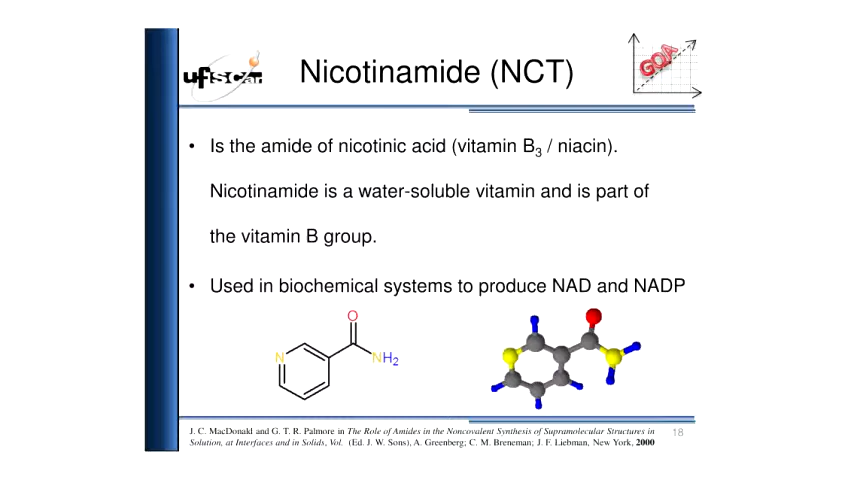 ufscar
Nicotinamide (NCT)
GOA
• Is the amide of nicotinic acid (vitamin B3 / niacin).
Nicotinamide is a water-soluble vitamin and is part of
the vitamin B group.
• Used in biochemical systems to produce NAD and NADP
O
N
NH2
J. C. MacDonald and G. T. R. Palmore in The Role of Amides in the Noncovalent Synthesis of Supramolecular Structures in
Solution, at Interfaces and in Solids, Vol. (Ed. J. W. Sons), A. Greenberg; C. M. Breneman; J. F. Liebman, New York, 2000
18